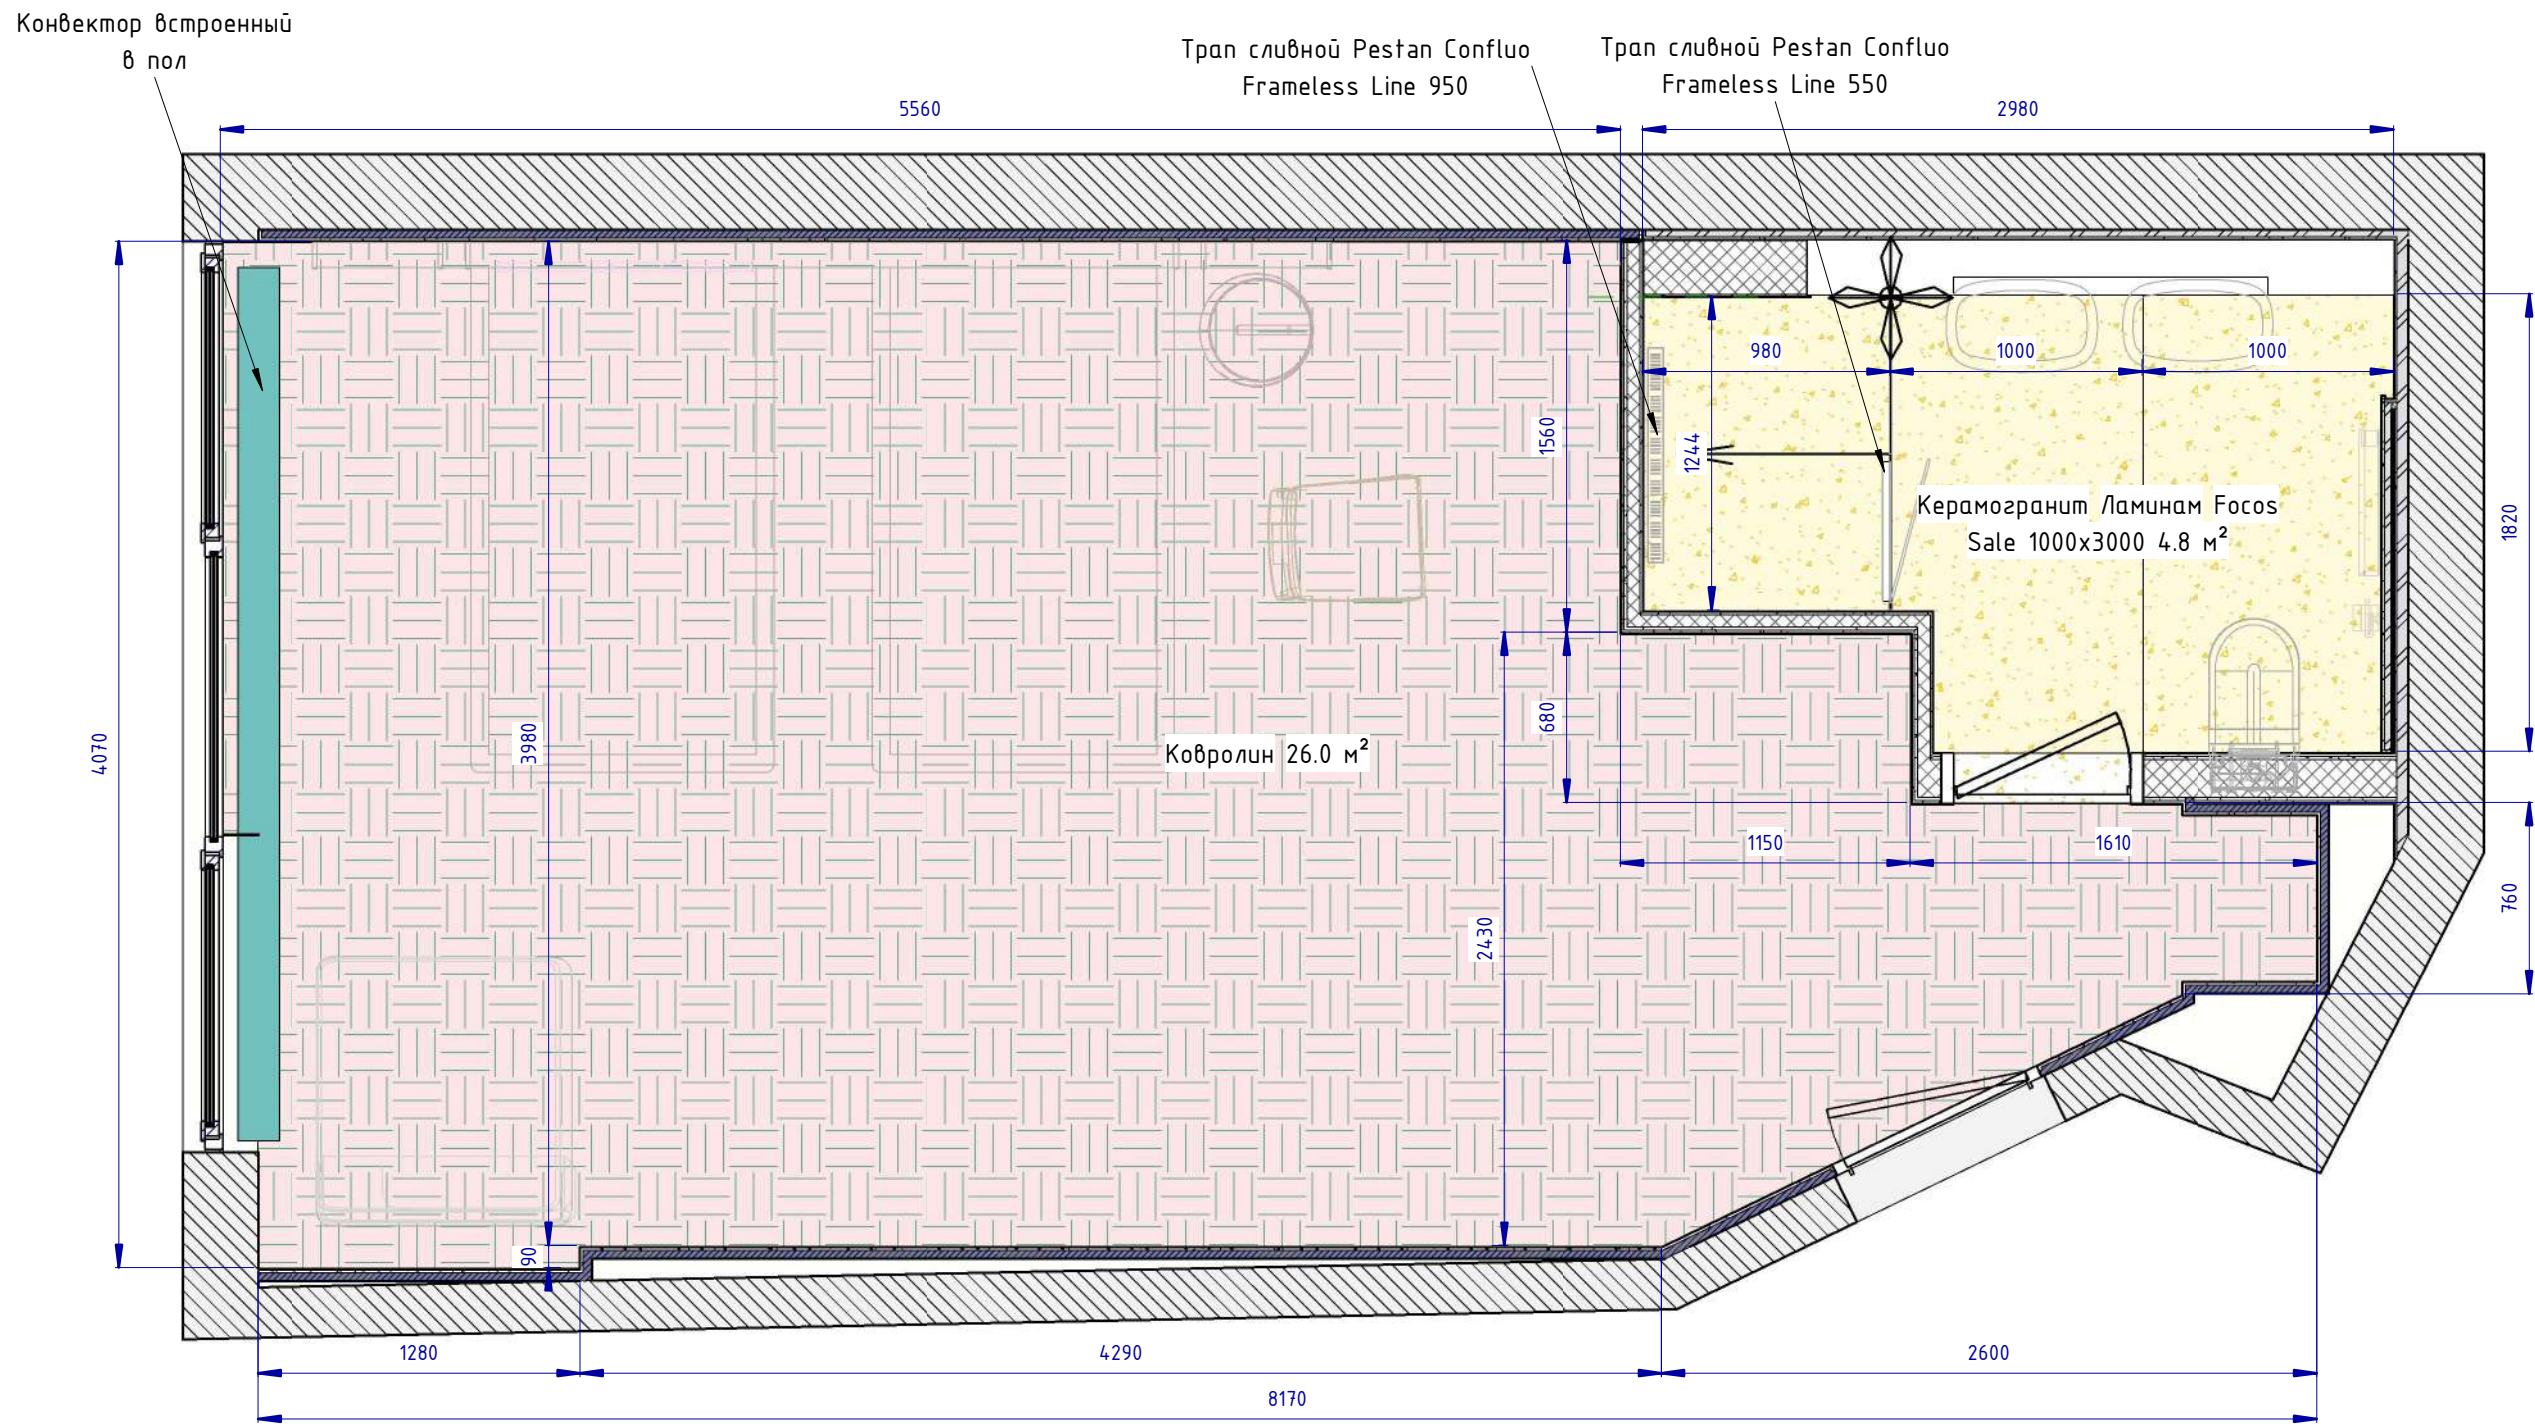 Конвектор встроенный
в пол
Трап сливной Pestan Confluo
Frameless Line 950
Трап сливной Pestan Confluo
Frameless Line 550
5560
2980
980
1000
1000
1560
1244
1820
Керамогранит Ламинам Focos
Sale 1000x3000 4.8 м²
4070
3980
680
Ковролин 26.0 м²
1150
1610
760
2430
90
1280
4290
2600
8170